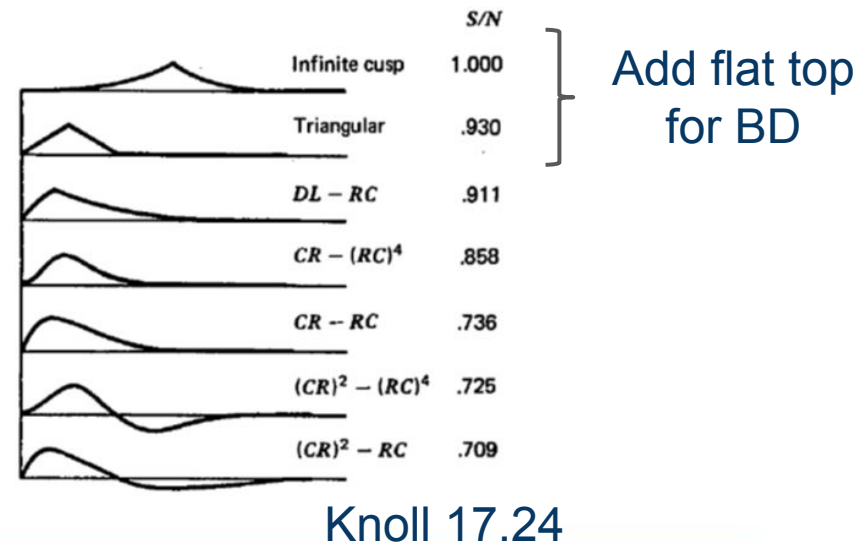 S/N
Infinite cusp 1.000
Triangular .930
DL – RC .911
CR – (RC)⁴ .858
CR -- RC .736
(CR)² – (RC)⁴ .725
(CR)² – RC .709
Add flat top
for BD
Knoll 17.24